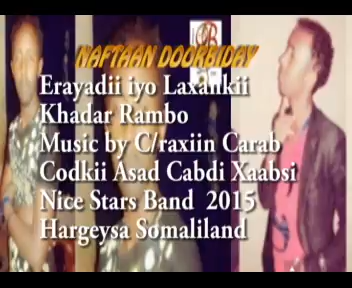 NAFTAAN DOORBIDAY
Erayadii iyo Laxankii
Khadar Rambo
Music by C/raxiin Carab
Codkii Asad Cabdi Xaabsi
Nice Stars Band 2015
Hargeysa Somaliland